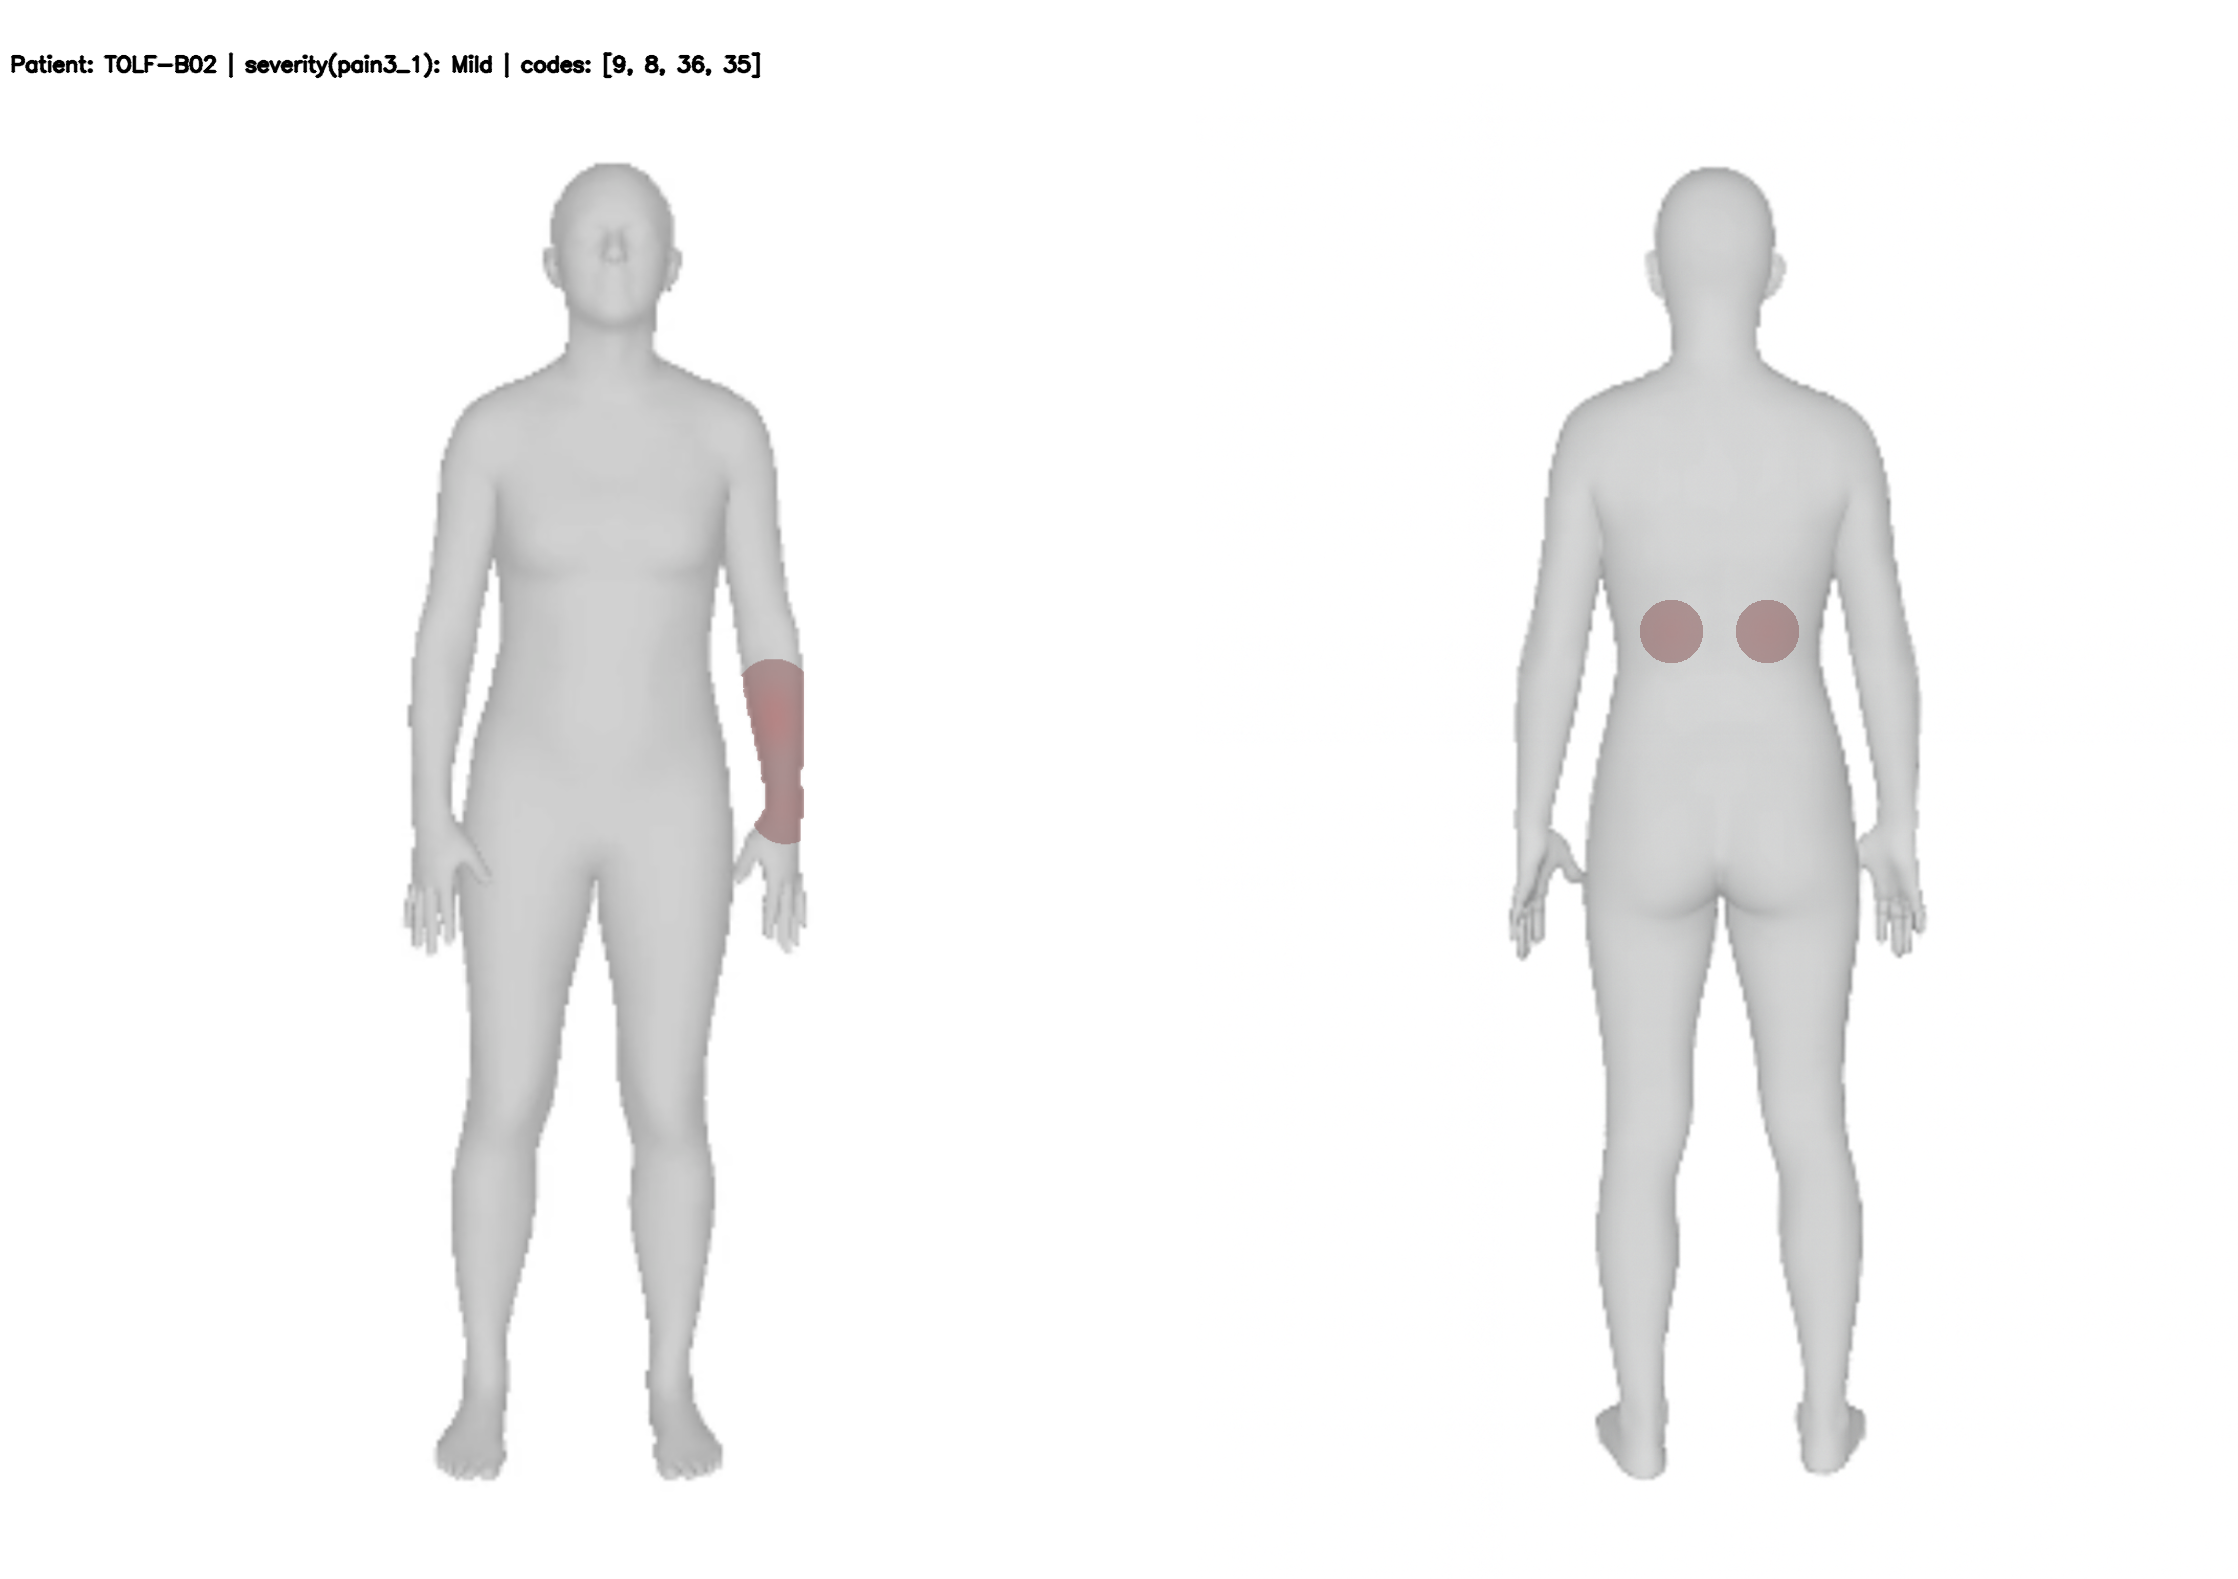 Patient: TOLF-B02 | severity(pain3_1): Mild | codes: [9, 8, 36, 35]